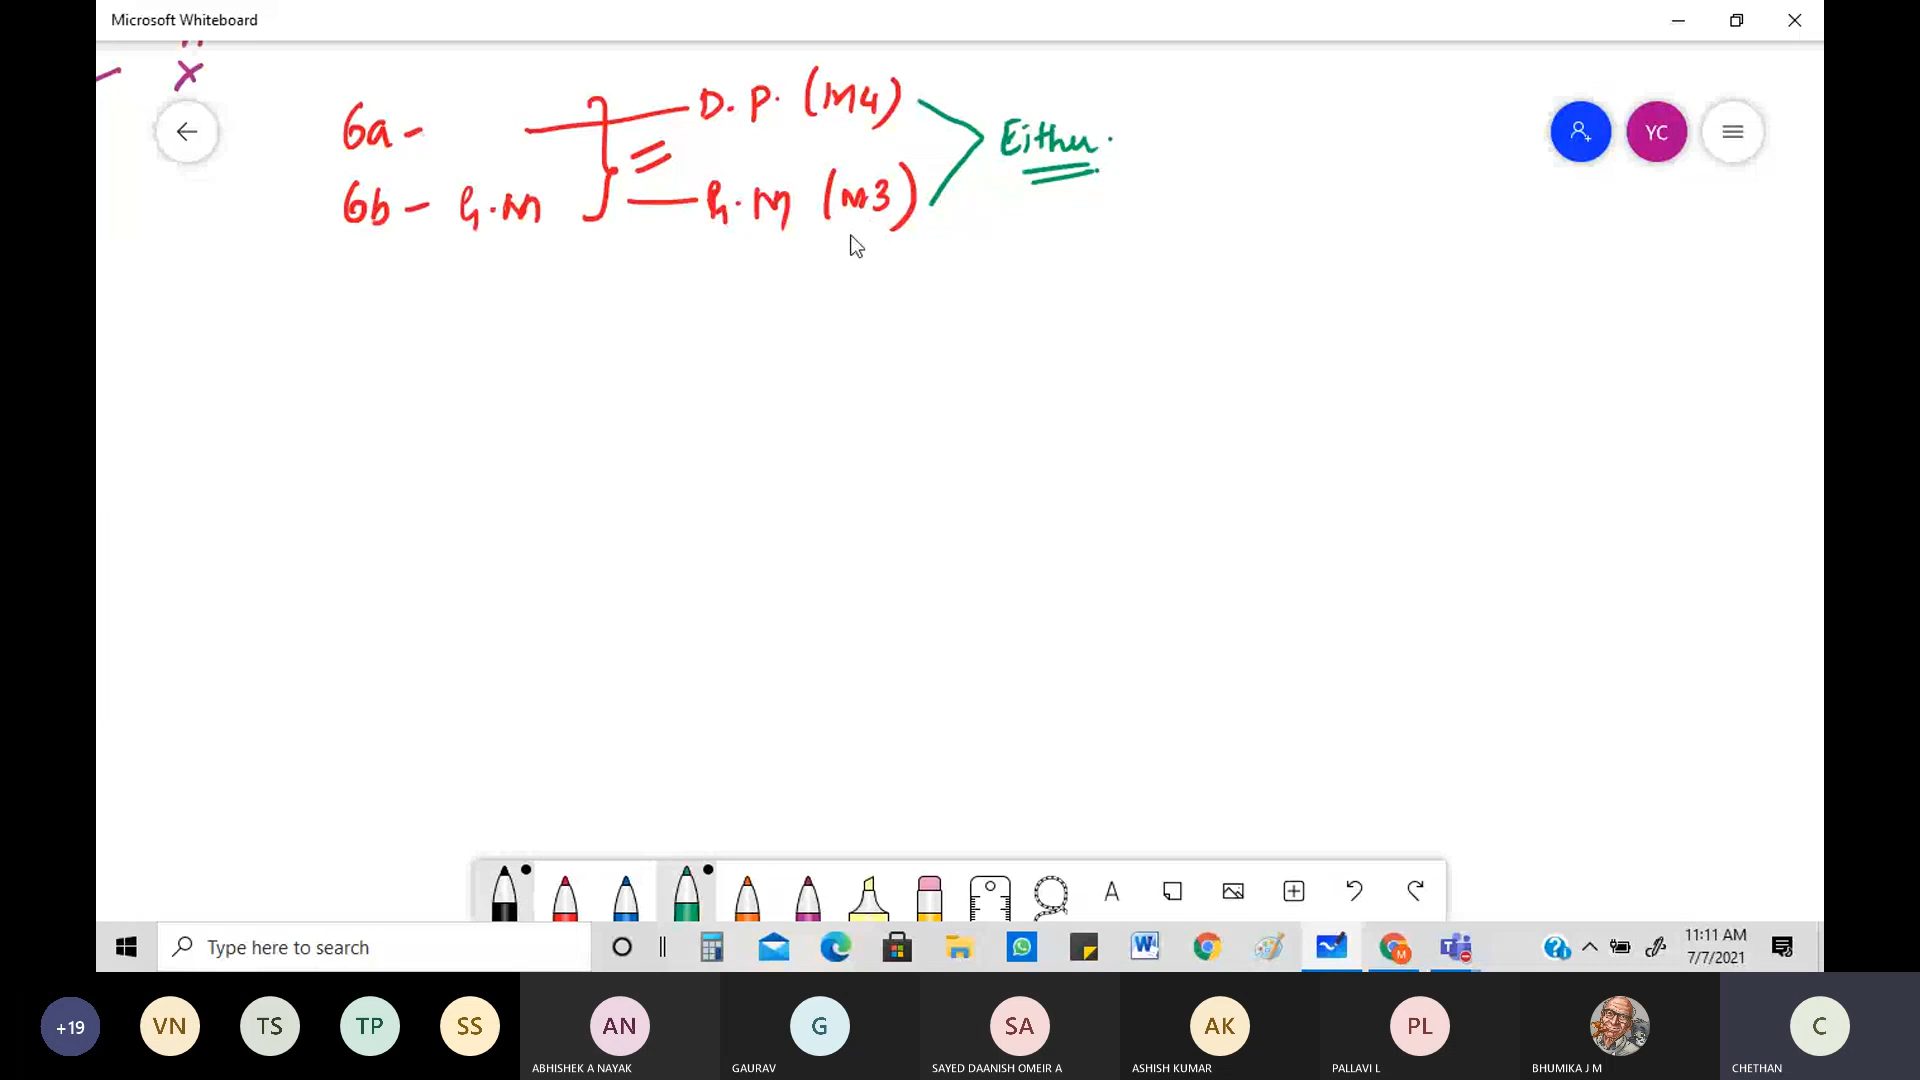 Microsoft Whiteboard
6a - D. P. (M4)
Either.
6b - G.M G.M (M3)
YC
A
Type here to search
11:11 AM
7/7/2021
+19 VN TS TP SS AN G SA AK PL C
ABHISHEK A NAYAK GAURAV SAYED DAANISH OMEIR A ASHISH KUMAR PALLAVI L BHUMIKA J M CHETHAN